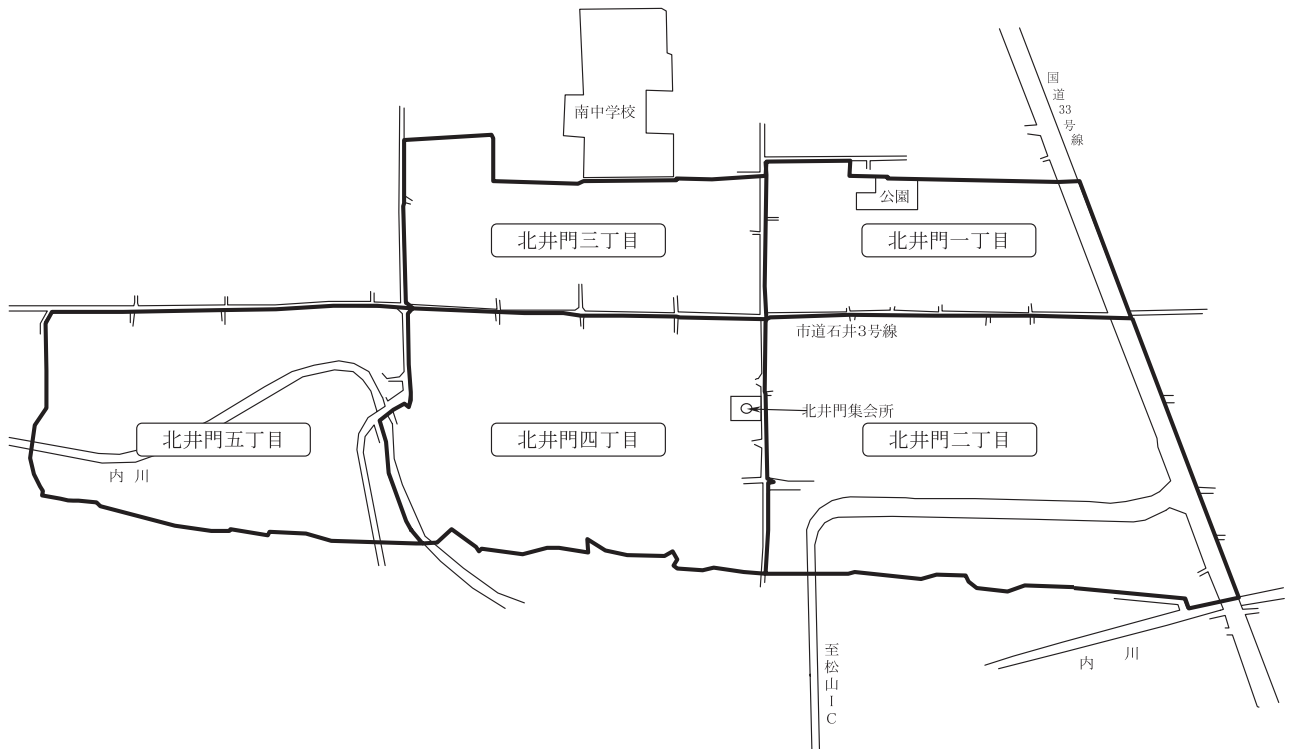 国道33号線
南中学校
公園
北井門三丁目
北井門一丁目
市道石井3号線
北井門集会所
北井門五丁目
北井門四丁目
北井門二丁目
内川
至松山IC
内川